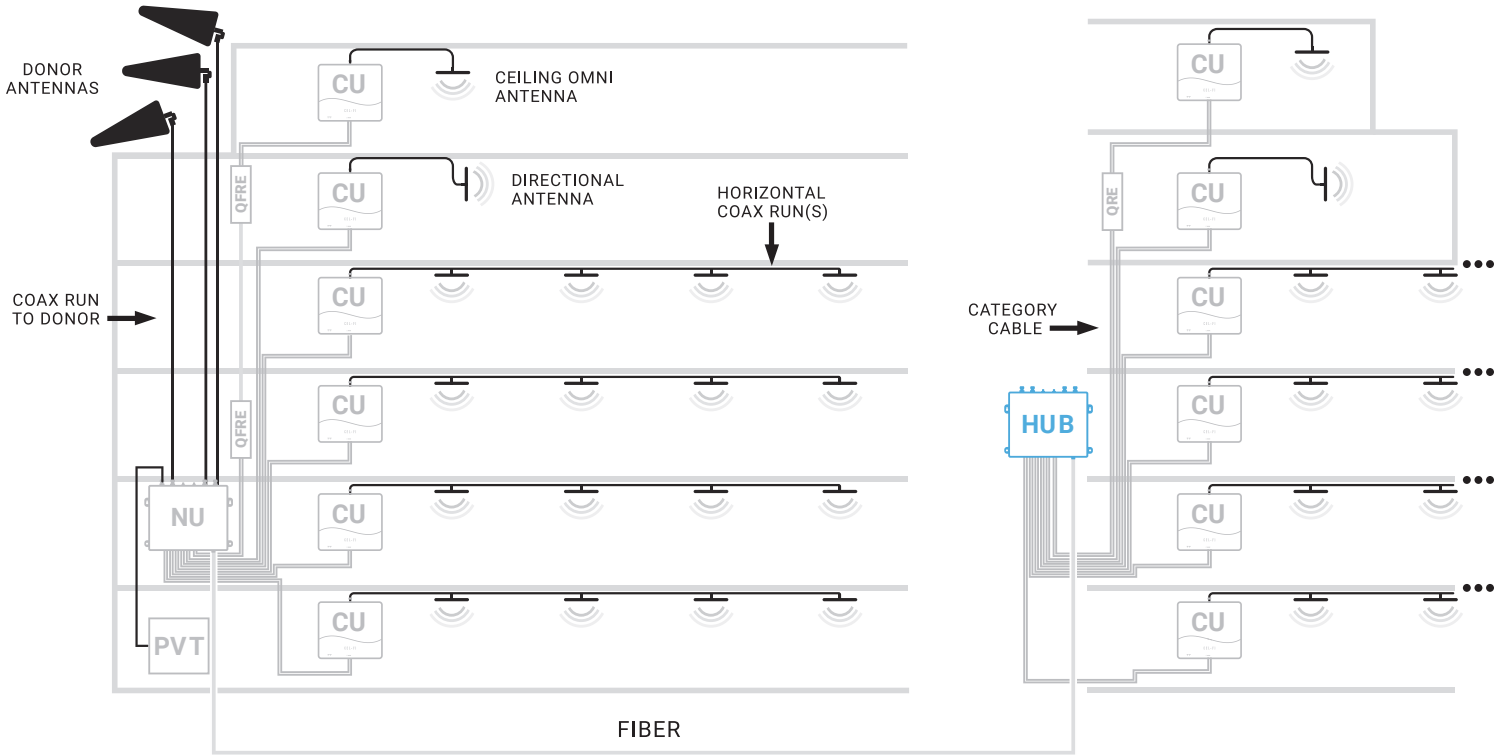 DONOR
ANTENNAS
CU
CEILING OMNI
ANTENNA
CU
QFRE
CU
DIRECTIONAL
ANTENNA
HORIZONTAL
COAX RUN(S)
QRE
CU
COAX RUN
TO DONOR
CU
CATEGORY
CABLE
CU
QFRE
CU
HUB
CU
NU
CU
CU
PVT
CU
CU
FIBER